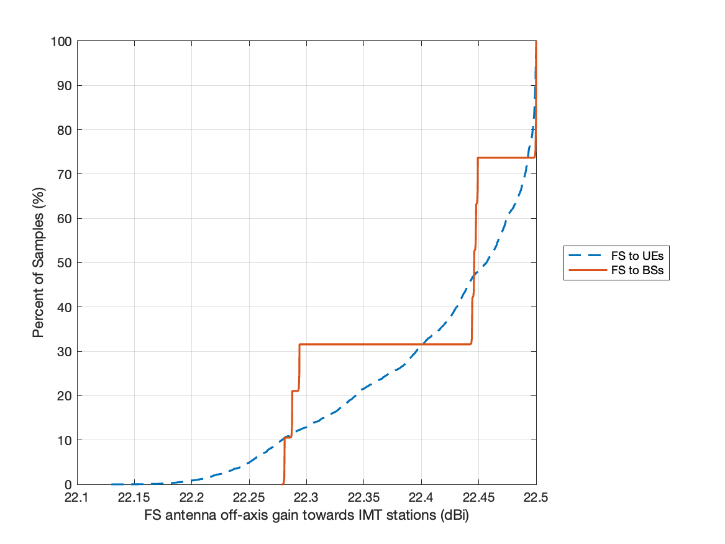 100
90
80
70
60
50
40
30
20
10
0
Percent of Samples (%)
22.1 22.15 22.2 22.25 22.3 22.35 22.4 22.45 22.5
FS antenna off-axis gain towards IMT stations (dBi)
FS to UEs
FS to BSs